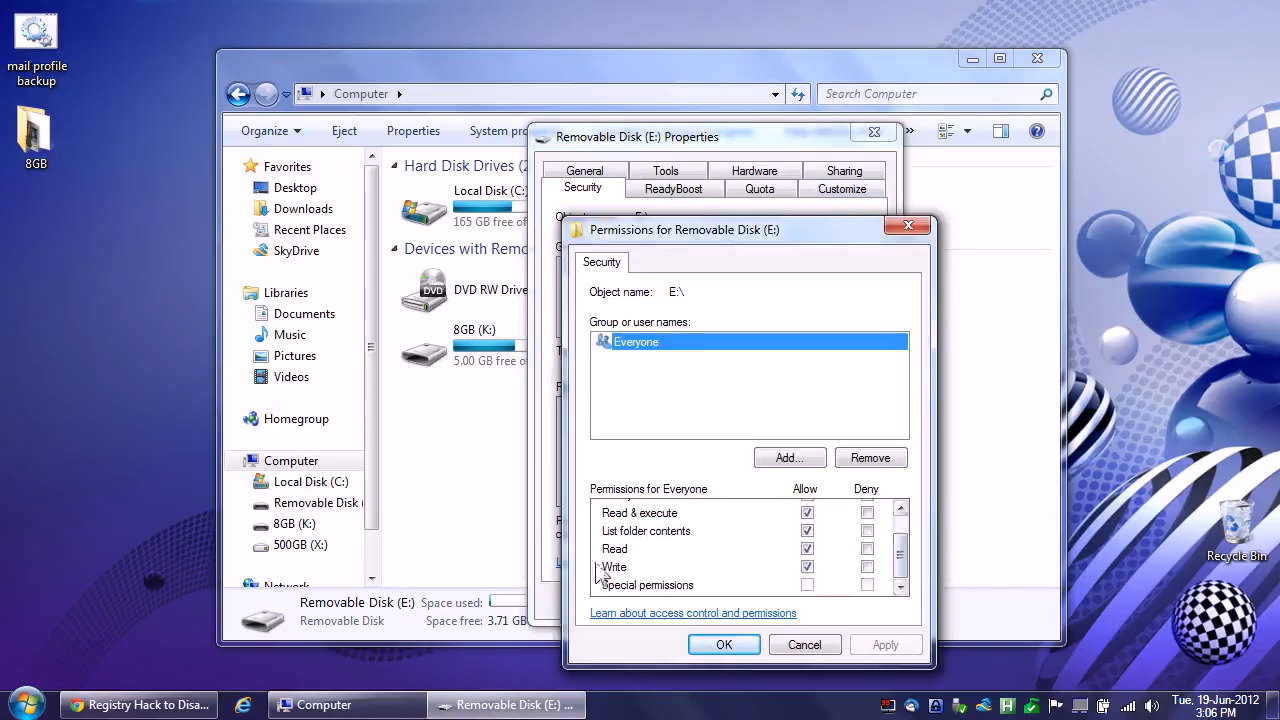 mail profile
backup
8GB
Computer
Search Computer
Organize
Eject
Properties
System pro
Favorites
Desktop
Downloads
Recent Places
SkyDrive
Libraries
Documents
Music
Pictures
Videos
Homegroup
Computer
Local Disk (C:)
Removable Disk
8GB (K:)
500GB (X:)
Network
Hard Disk Drives (2
Local Disk (C:
165 GB free o
Devices with Remo
DVD
DVD RW Drive
8GB (K:)
5.00 GB free o
Removable Disk (E:)
Space used:
Removable Disk
Space free: 3.71 GB
Removable Disk (E:) Properties
General
Tools
Hardware
Sharing
Security
ReadyBoost
Quota
Customize
Permissions for Removable Disk (E:)
Security
Object name: E:\
Group or user names:
Everyone
Add...
Remove
Permissions for Everyone
Allow
Deny
Read & execute
List folder contents
Read
Write
Special permissions
Learn about access control and permissions
OK
Cancel
Apply
Recycle Bin
Registry Hack to Disa...
Computer
Removable Disk (E:) ...
Tue, 19-Jun-2012
3:06 PM